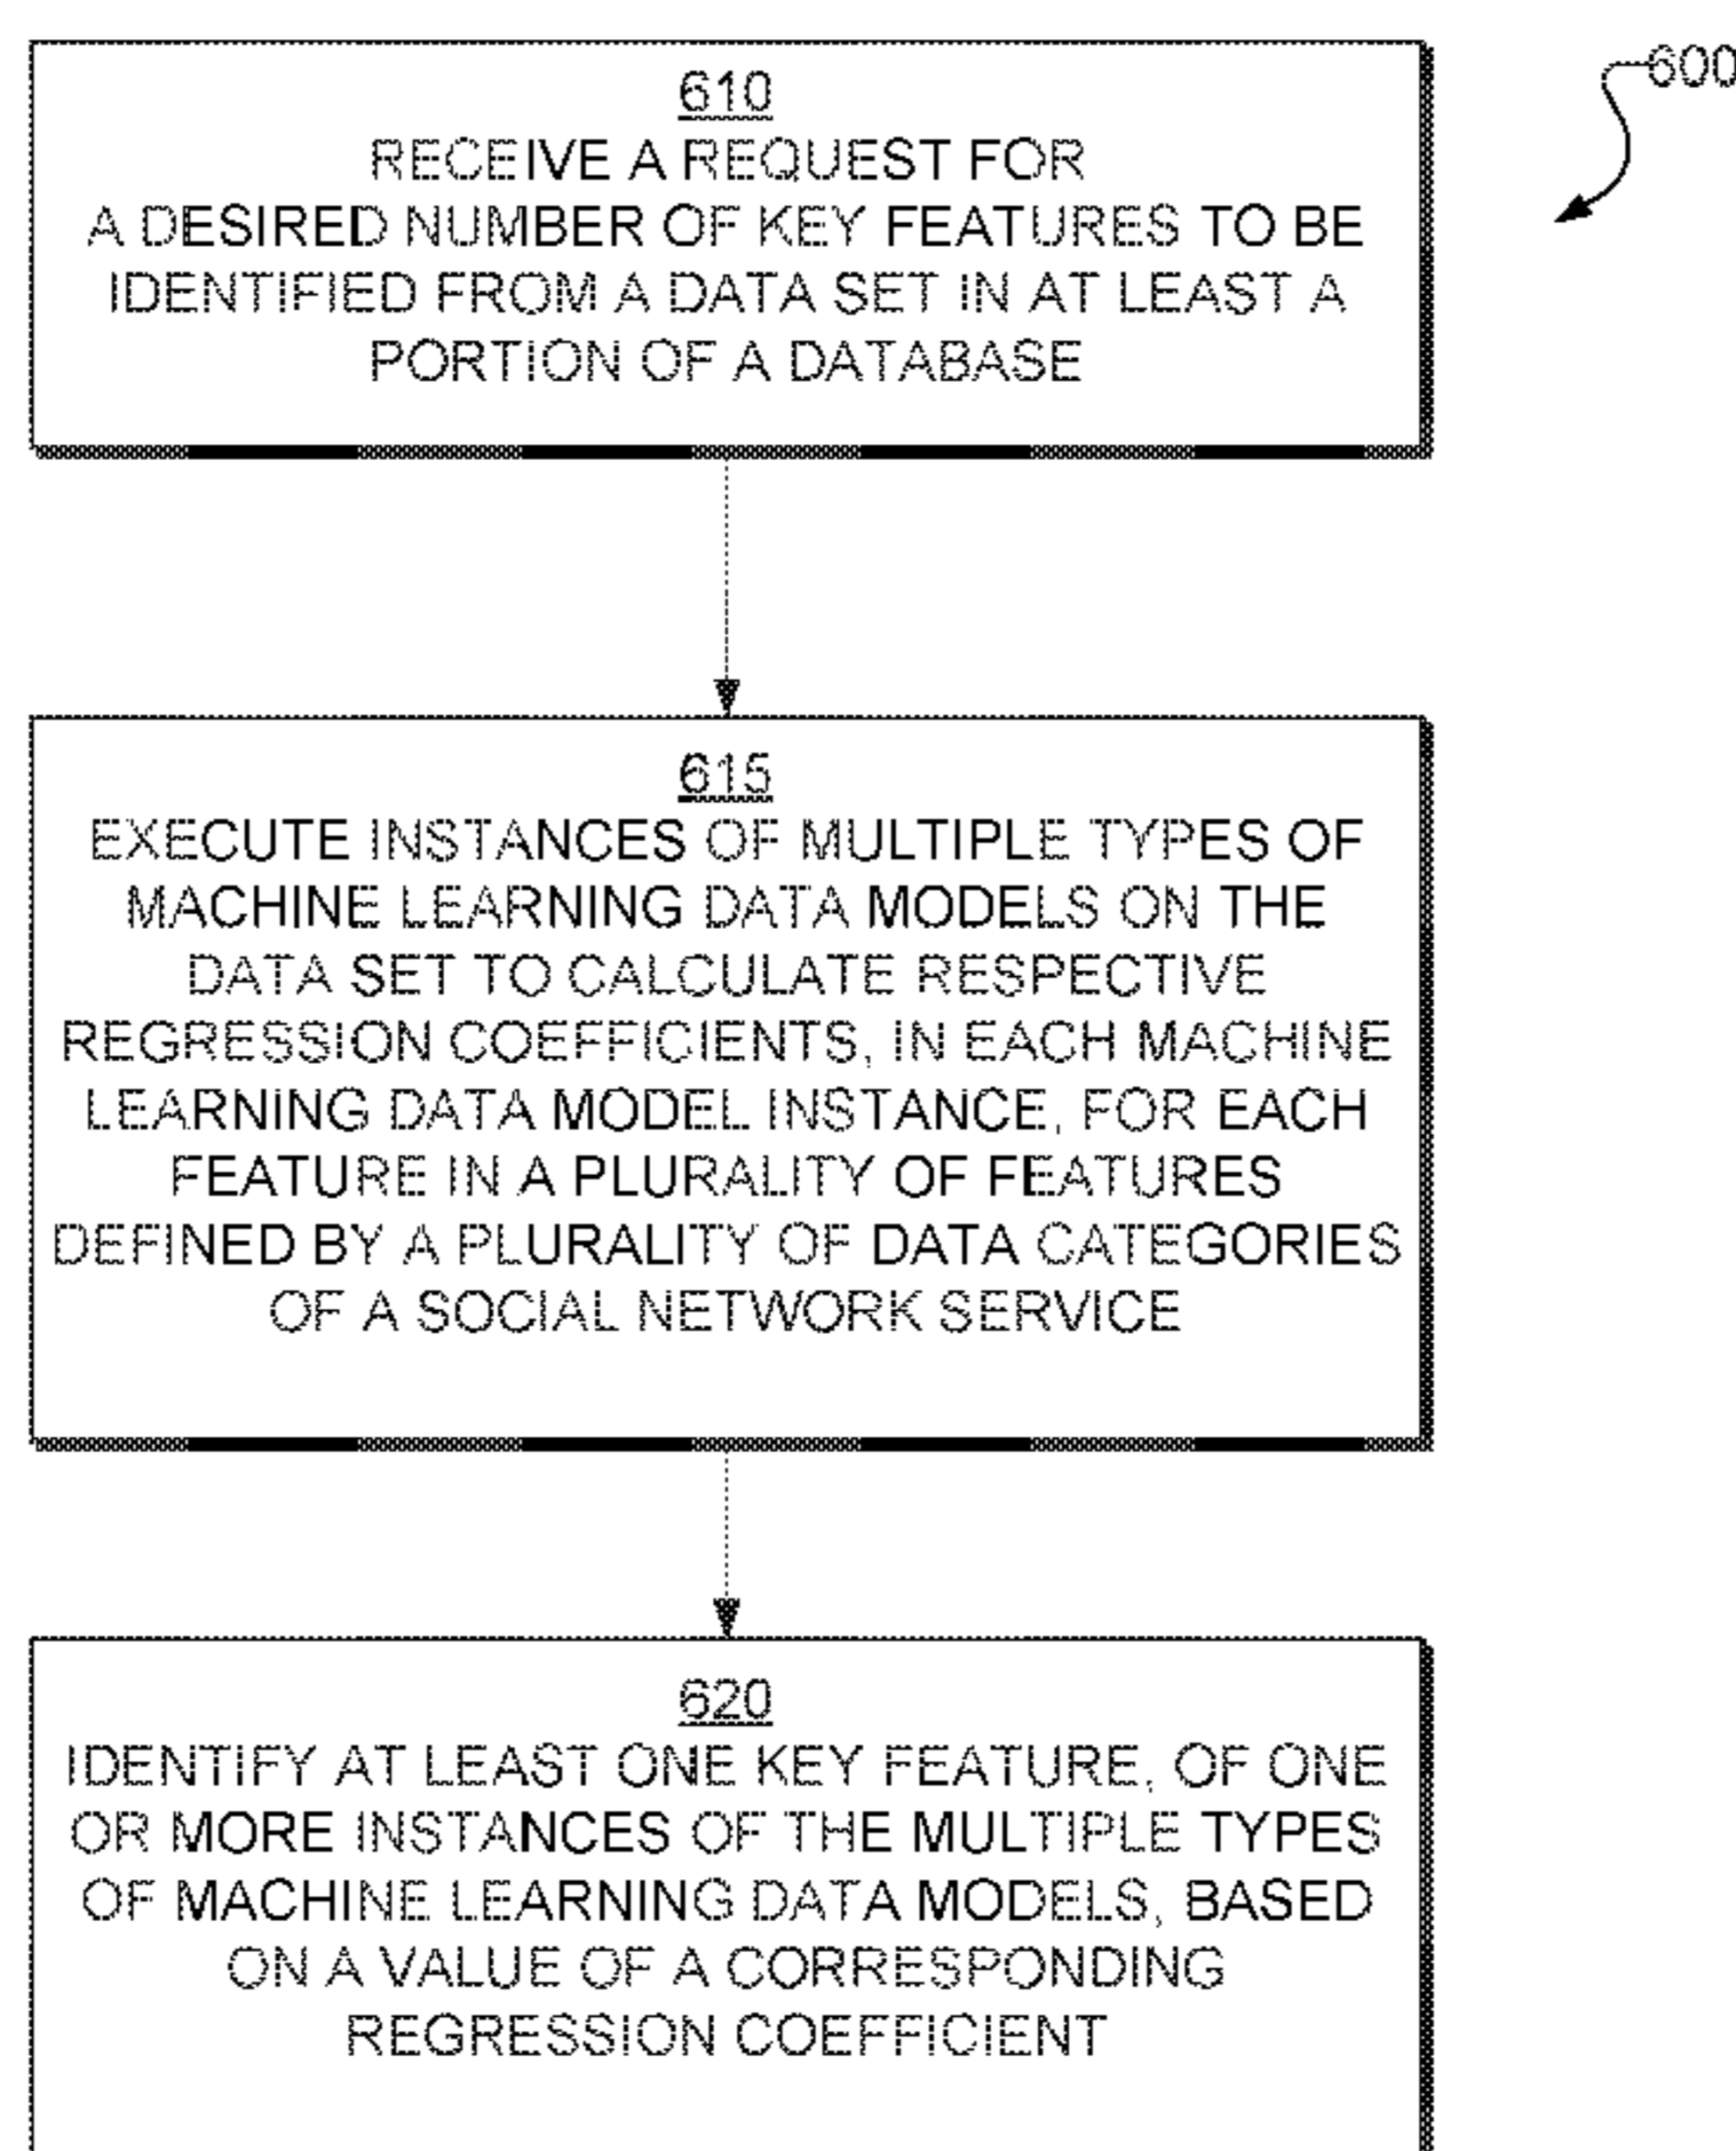 600
610
RECEIVE A REQUEST FOR
A DESIRED NUMBER OF KEY FEATURES TO BE
IDENTIFIED FROM A DATA SET IN AT LEAST A
PORTION OF A DATABASE
615
EXECUTE INSTANCES OF MULTIPLE TYPES OF
MACHINE LEARNING DATA MODELS ON THE
DATA SET TO CALCULATE RESPECTIVE
REGRESSION COEFFICIENTS, IN EACH MACHINE
LEARNING DATA MODEL INSTANCE, FOR EACH
FEATURE IN A PLURALITY OF FEATURES
DEFINED BY A PLURALITY OF DATA CATEGORIES
OF A SOCIAL NETWORK SERVICE
620
IDENTIFY AT LEAST ONE KEY FEATURE, OF ONE
OR MORE INSTANCES OF THE MULTIPLE TYPES
OF MACHINE LEARNING DATA MODELS, BASED
ON A VALUE OF A CORRESPONDING
REGRESSION COEFFICIENT